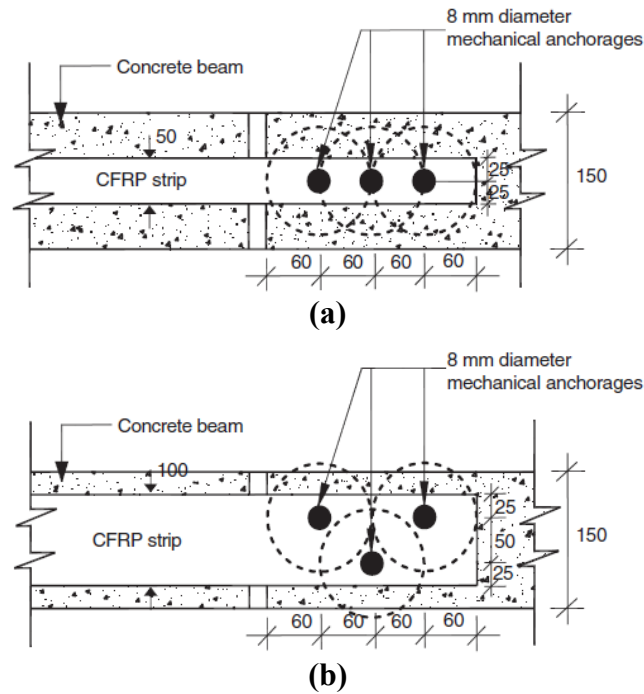 8 mm diameter
mechanical anchorages
Concrete beam
50
CFRP strip
25
25
150
60 60 60 60
(a)
8 mm diameter
mechanical anchorages
Concrete beam
100
CFRP strip
25
50
25
150
60 60 60 60
(b)